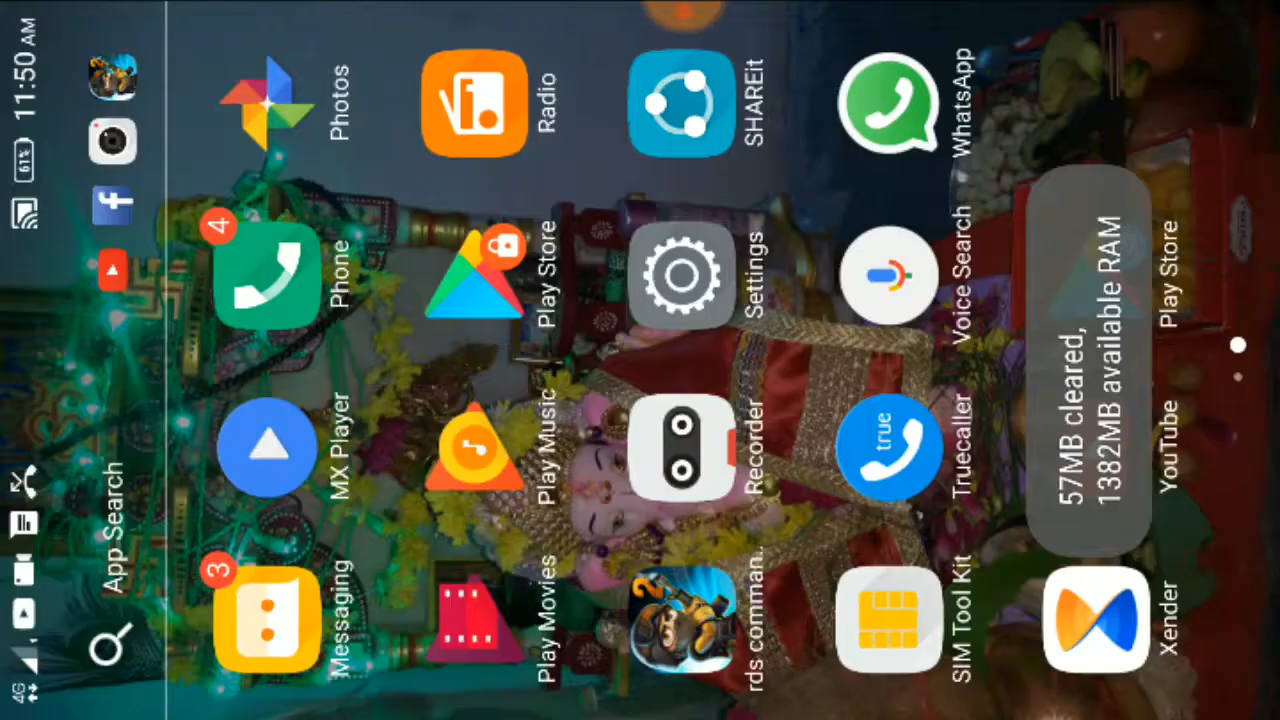 4G
61%
11:50 AM
App Search
3
4
Messaging
MX Player
Phone
Photos
Play Movies
Play Music
Play Store
Radio
2
rds comman..
Recorder
Settings
SHAREit
true
SIM Tool Kit
Truecaller
Voice Search
WhatsApp
57MB cleared,
1382MB available RAM
Xender
YouTube
Play Store